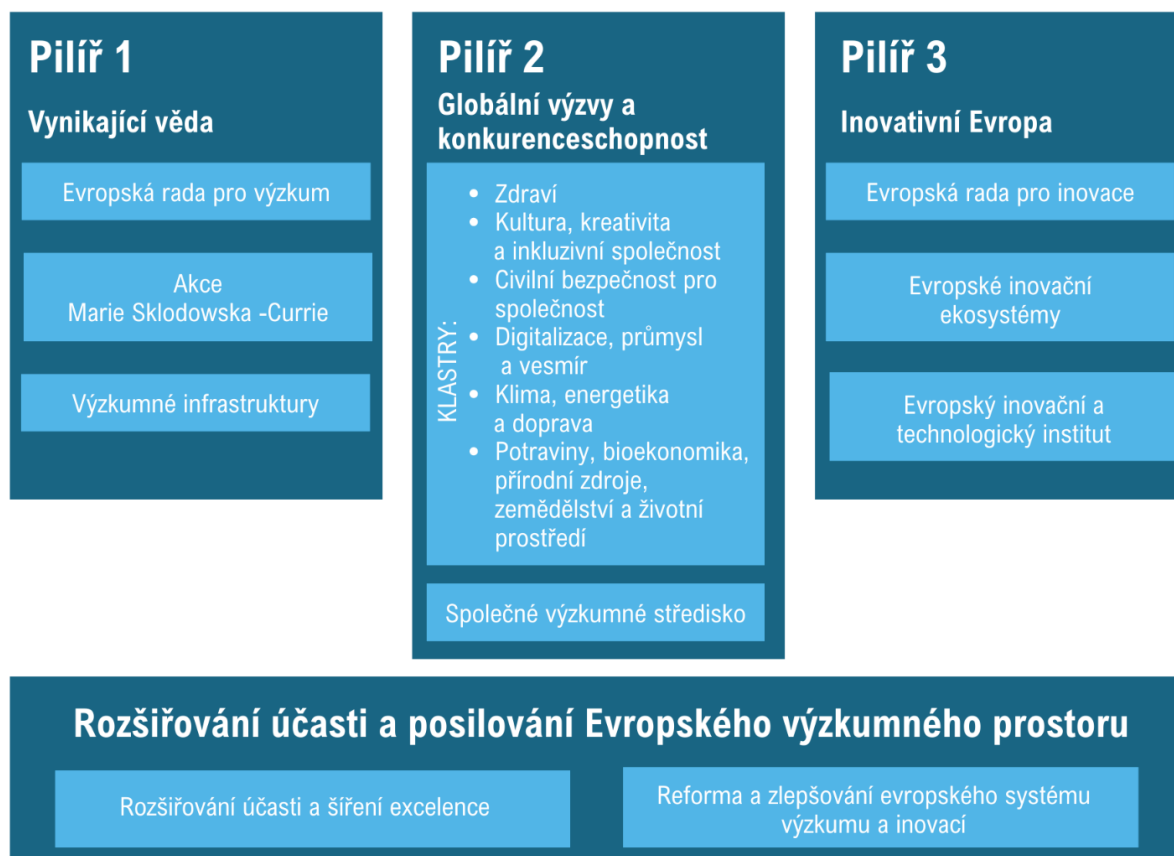 Pilíř 1
Vynikající věda
Evropská rada pro výzkum
Akce
Marie Sklodowska -Currie
Výzkumné infrastruktury
Pilíř 2
Globální výzvy a
konkurenceschopnost
KLASTRY:
• Zdraví
• Kultura, kreativita
a inkluzivní společnost
• Civilní bezpečnost pro
společnost
• Digitalizace, průmysl
a vesmír
• Klima, energetika
a doprava
• Potraviny, bioekonomika,
přírodní zdroje,
zemědělství a životní
prostředí
Společné výzkumné středisko
Pilíř 3
Inovativní Evropa
Evropská rada pro inovace
Evropské inovační
ekosystémy
Evropský inovační a
technologický institut
Rozšiřování účasti a posilování Evropského výzkumného prostoru
Rozšiřování účasti a šíření excelence
Reforma a zlepšování evropského systému
výzkumu a inovací